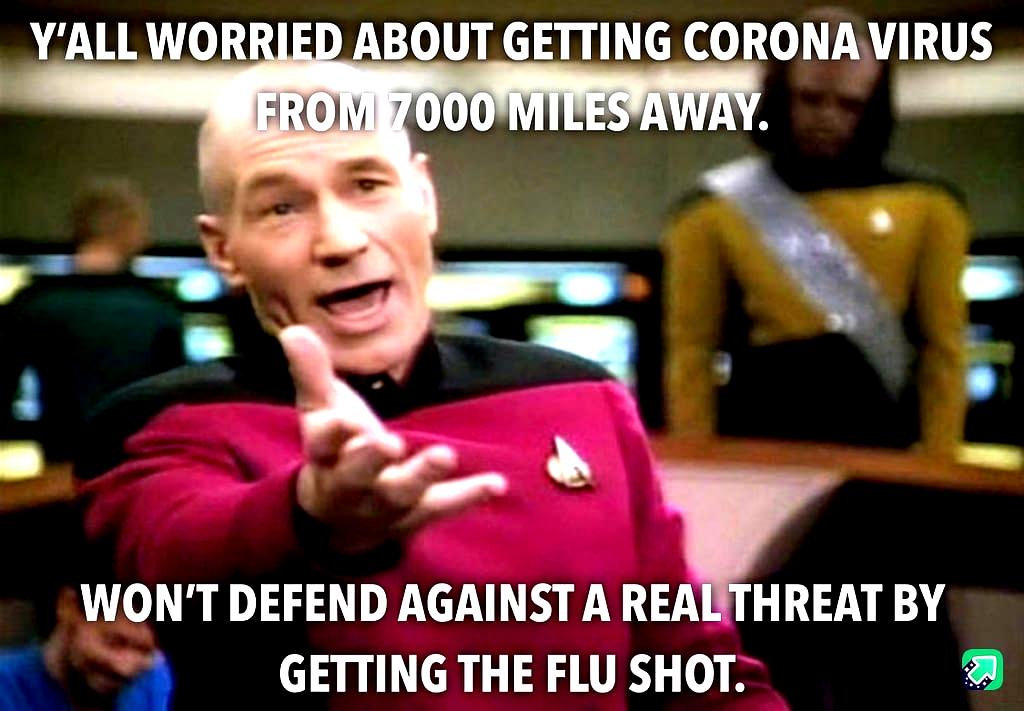 Y'ALL WORRIED ABOUT GETTING CORONA VIRUS
FROM 7000 MILES AWAY.
WON'T DEFEND AGAINST A REAL THREAT BY
GETTING THE FLU SHOT.